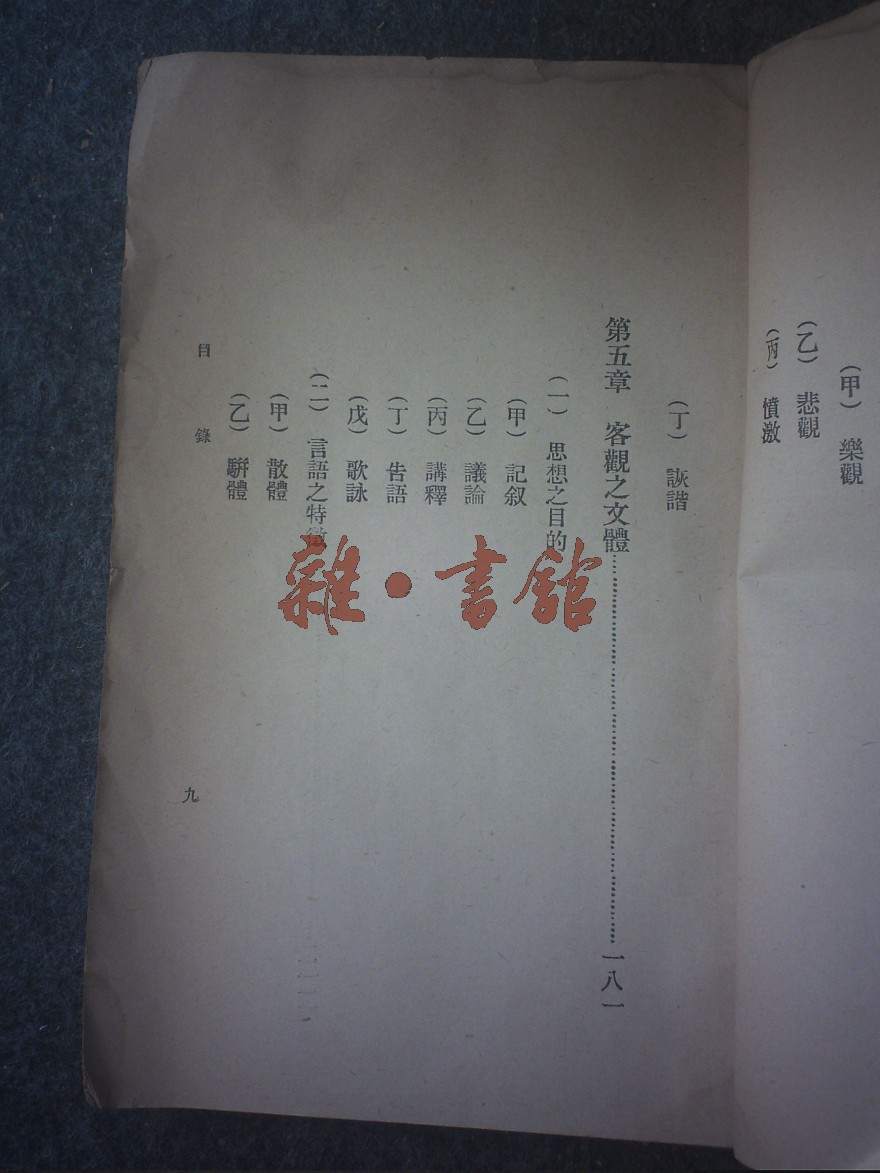 （甲） 樂觀
（乙） 悲觀
（丙） 憤激
（丁） 詼諧
第五章 客觀之文體……一八一
（一） 思想之目的
（甲） 記叙
（乙） 議論
（丙） 講釋
（丁） 告語
（戊） 歌詠
（二） 言語之特徵
（甲） 散體
（乙） 駢體
目錄
九
雜·書館